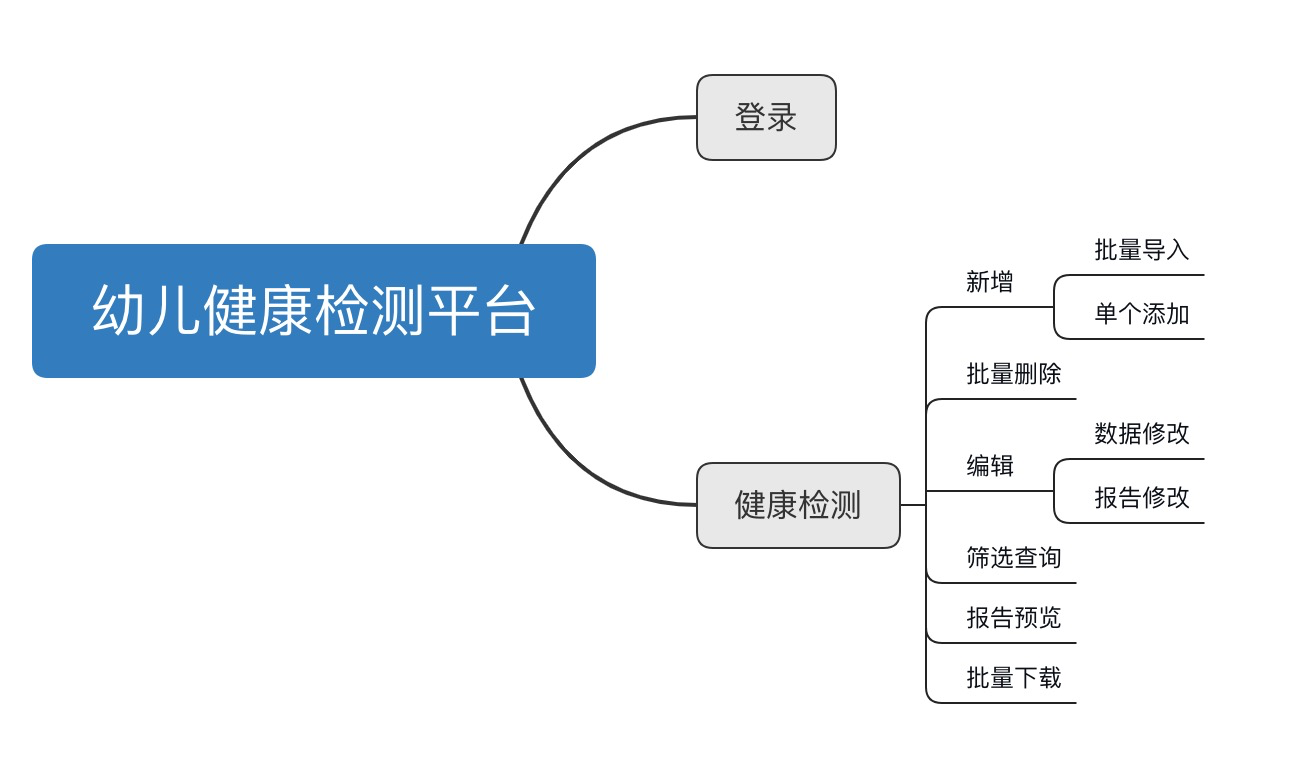 幼儿健康检测平台
登录
健康检测
新增
批量导入
单个添加
批量删除
编辑
数据修改
报告修改
筛选查询
报告预览
批量下载